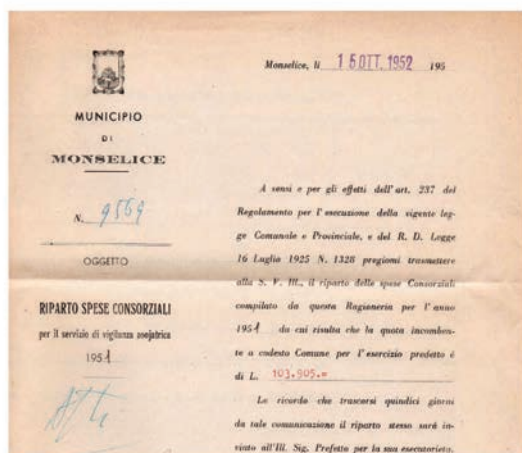 MUNICIPIO
DI
MONSELICE
N. 9569
OGGETTO
RIPARTO SPESE CONSORZIALI
per il servizio di vigilanza zoojatrica
1951
Monselice, li 15 OTT. 1952 195
A sensi e per gli effetti dell'art. 237 del
Regolamento per l'esecuzione della vigente leg-
ge Comunale e Provinciale, e del R. D. Legge
16 Luglio 1925 N. 1328 pregiomi trasmettere
alla S. V. Ill., il riparto delle spese Consorziali
compilato da questa Ragioneria per l'anno
1951 da cui risulta che la quota incomben-
te a codesto Comune per l'esercizio predetto è
di L. 103.905.=
Le ricordo che trascorsi quindici giorni
da tale comunicazione il riparto stesso sarà in-
viato all'Ill. Sig. Prefetto per la sua esecutorieta.